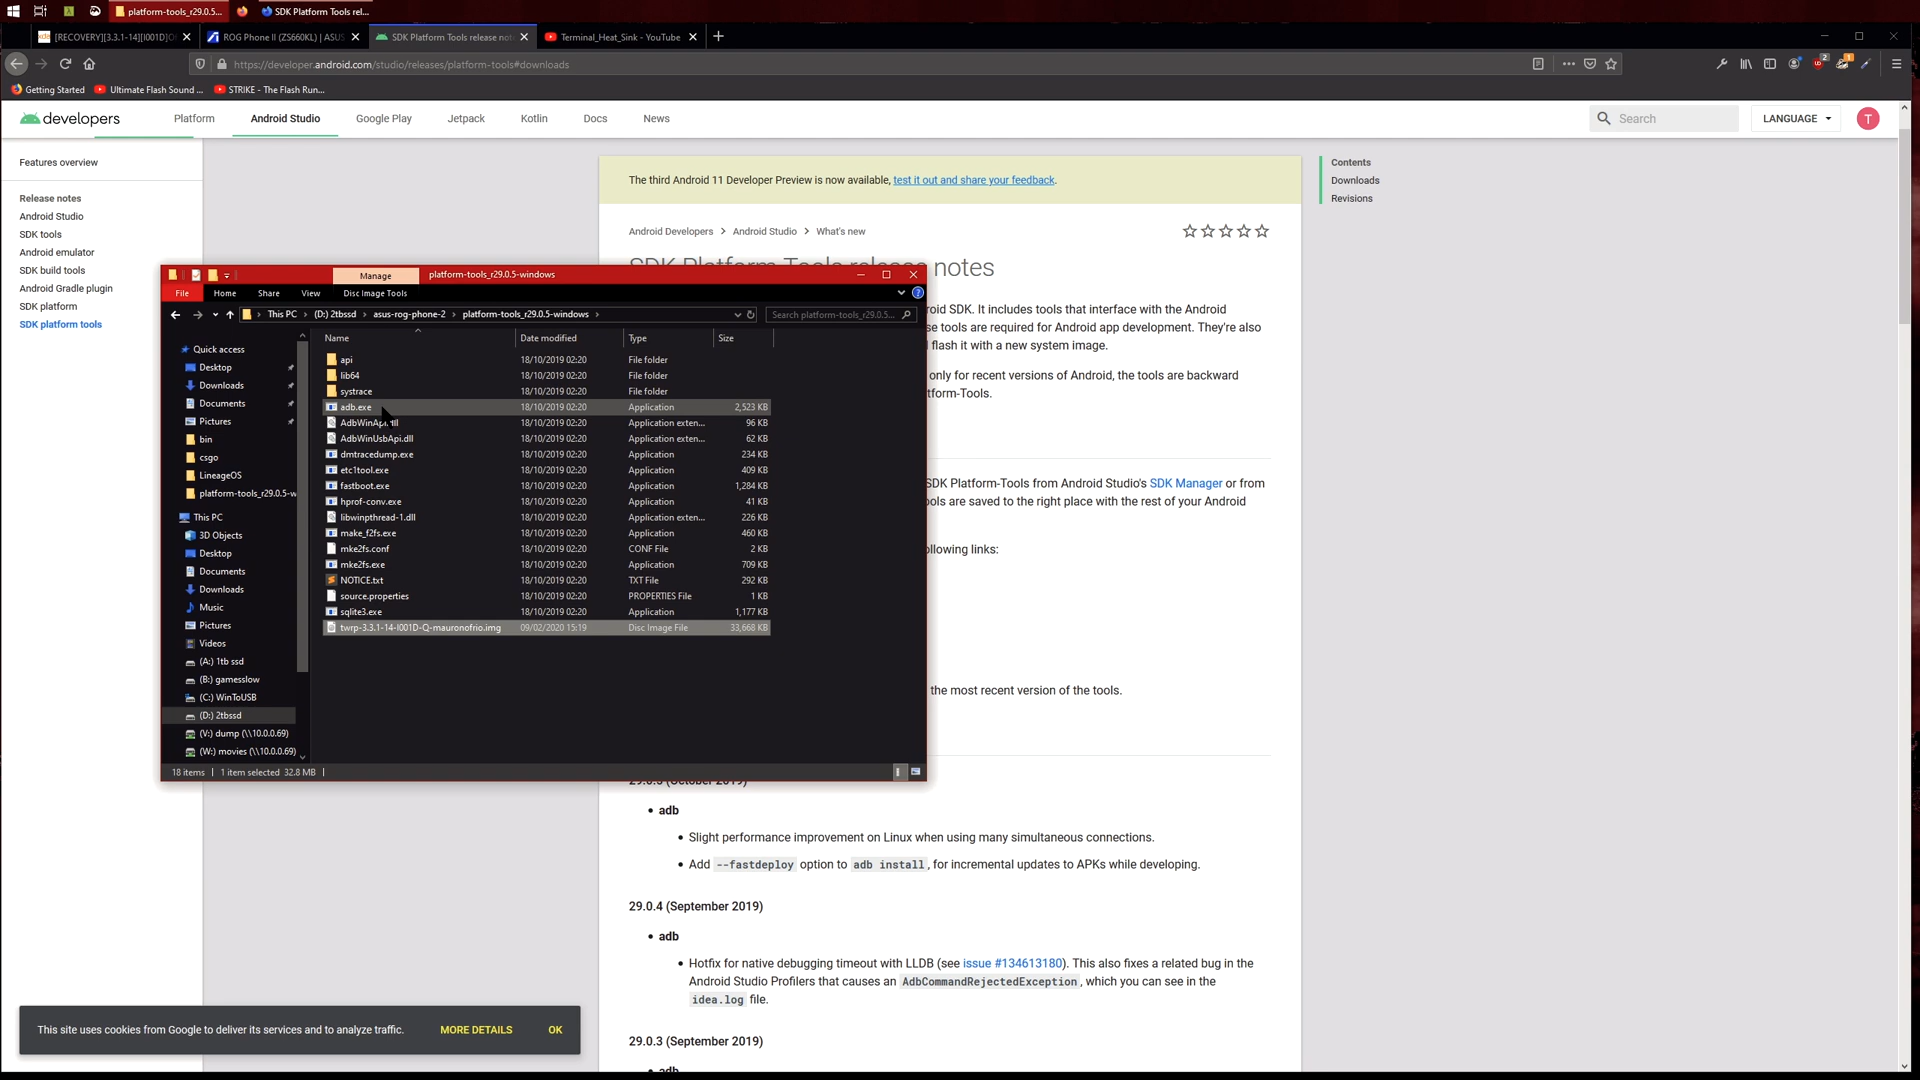 platform-tools_r29.0.5...
SDK Platform Tools rel...
[RECOVERY][3.3.1-14][I001D]O
ROG Phone II (ZS660KL) | ASUS
SDK Platform Tools release not
Terminal_Heat_Sink - YouTube
https://developer.android.com/studio/releases/platform-tools#downloads
Getting Started
Ultimate Flash Sound ...
STRIKE - The Flash Run...
developers
Platform
Android Studio
Google Play
Jetpack
Kotlin
Docs
News
Search
LANGUAGE
T
Features overview
Release notes
Android Studio
SDK tools
Android emulator
SDK build tools
Android Gradle plugin
SDK platform
SDK platform tools
The third Android 11 Developer Preview is now available, test it out and share your feedback.
Android Developers > Android Studio > What's new
SDK Platform Tools release notes
Contents
Downloads
Revisions
roid SDK. It includes tools that interface with the Android
se tools are required for Android app development. They're also
d flash it with a new system image.
only for recent versions of Android, the tools are backward
tform-Tools.
SDK Platform-Tools from Android Studio's SDK Manager or from
ols are saved to the right place with the rest of your Android
ollowing links:
the most recent version of the tools.
Manage
platform-tools_r29.0.5-windows
File
Home
Share
View
Disc Image Tools
This PC > (D:) 2tbssd > asus-rog-phone-2 > platform-tools_r29.0.5-windows >
Search platform-tools_r29.0.5...
Quick access
Desktop
Downloads
Documents
Pictures
bin
csgo
LineageOS
platform-tools_r29.0.5-w
This PC
3D Objects
Desktop
Documents
Downloads
Music
Pictures
Videos
(A:) 1tb ssd
(B:) gamesslow
(C:) WinToUSB
(D:) 2tbssd
(V:) dump (\\10.0.0.69)
(W:) movies (\\10.0.0.69)
Name Date modified Type Size
api 18/10/2019 02:20 File folder
lib64 18/10/2019 02:20 File folder
systrace 18/10/2019 02:20 File folder
adb.exe 18/10/2019 02:20 Application 2,523 KB
AdbWinApi.dll 18/10/2019 02:20 Application exten... 96 KB
AdbWinUsbApi.dll 18/10/2019 02:20 Application exten... 62 KB
dmtracedump.exe 18/10/2019 02:20 Application 234 KB
etc1tool.exe 18/10/2019 02:20 Application 409 KB
fastboot.exe 18/10/2019 02:20 Application 1,284 KB
hprof-conv.exe 18/10/2019 02:20 Application 41 KB
libwinpthread-1.dll 18/10/2019 02:20 Application exten... 226 KB
make_f2fs.exe 18/10/2019 02:20 Application 460 KB
mke2fs.conf 18/10/2019 02:20 CONF File 2 KB
mke2fs.exe 18/10/2019 02:20 Application 709 KB
NOTICE.txt 18/10/2019 02:20 TXT File 292 KB
source.properties 18/10/2019 02:20 PROPERTIES File 1 KB
sqlite3.exe 18/10/2019 02:20 Application 1,177 KB
twrp-3.3.1-14-I001D-Q-mauronofrio.img 09/02/2020 15:19 Disc Image File 33,668 KB
18 items | 1 item selected 32.8 MB |
29.0.5 (October 2019)
• adb
• Slight performance improvement on Linux when using many simultaneous connections.
• Add --fastdeploy option to adb install, for incremental updates to APKs while developing.
29.0.4 (September 2019)
• adb
• Hotfix for native debugging timeout with LLDB (see issue #134613180). This also fixes a related bug in the
Android Studio Profilers that causes an AdbCommandRejectedException, which you can see in the
idea.log file.
29.0.3 (September 2019)
• adb
This site uses cookies from Google to deliver its services and to analyze traffic.
MORE DETAILS
OK